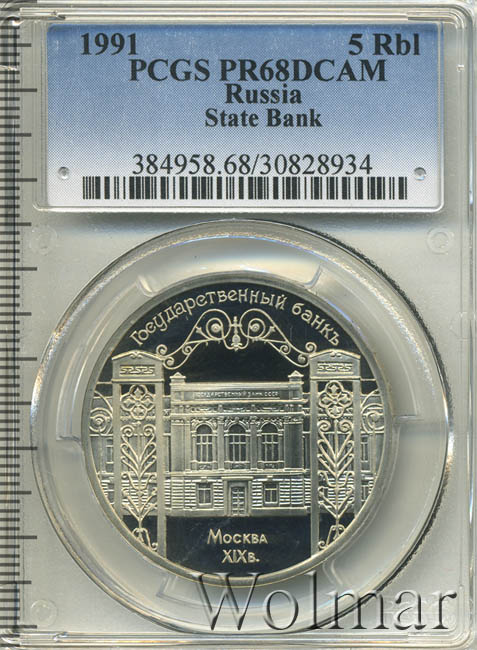 1991 5 Rbl
PCGS PR68DCAM
Russia
State Bank
384958.68/30828934
Государственный банкъ
ГОСУДАРСТВЕННЫЙ БАНК СССР
Москва
XIXв.
Wolmar